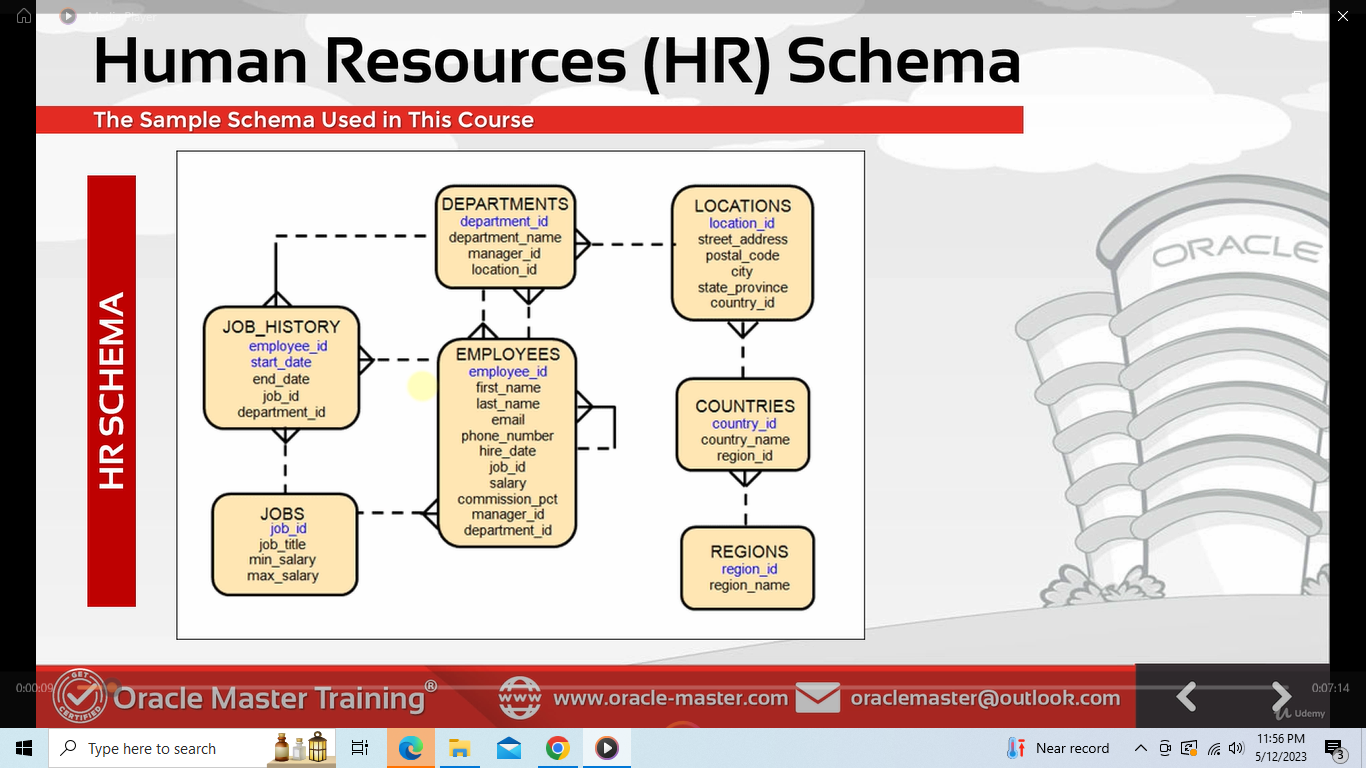 Media Player
Human Resources (HR) Schema
The Sample Schema Used in This Course
HR SCHEMA
DEPARTMENTS
department_id
department_name
manager_id
location_id
LOCATIONS
location_id
street_address
postal_code
city
state_province
country_id
JOB_HISTORY
employee_id
start_date
end_date
job_id
department_id
EMPLOYEES
employee_id
first_name
last_name
email
phone_number
hire_date
job_id
salary
commission_pct
manager_id
department_id
COUNTRIES
country_id
country_name
region_id
JOBS
job_id
job_title
min_salary
max_salary
REGIONS
region_id
region_name
ORACLE
0:00:09
GET
CERTIFIED
Oracle Master Training®
www
www.oracle-master.com
oraclemaster@outlook.com
0:07:14
Udemy
Type here to search
Near record
11:56 PM
5/12/2023
3